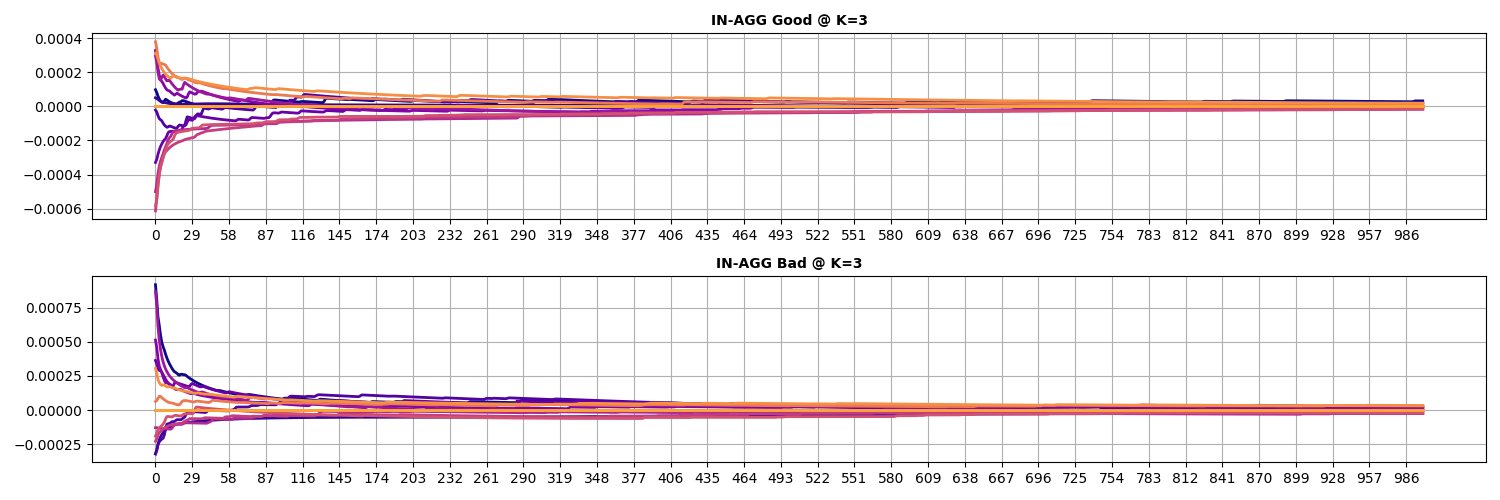 IN-AGG Good @ K=3
0.0004
0.0002
0.0000
−0.0002
−0.0004
−0.0006
0 29 58 87 116 145 174 203 232 261 290 319 348 377 406 435 464 493 522 551 580 609 638 667 696 725 754 783 812 841 870 899 928 957 986
IN-AGG Bad @ K=3
0.00075
0.00050
0.00025
0.00000
−0.00025
0 29 58 87 116 145 174 203 232 261 290 319 348 377 406 435 464 493 522 551 580 609 638 667 696 725 754 783 812 841 870 899 928 957 986